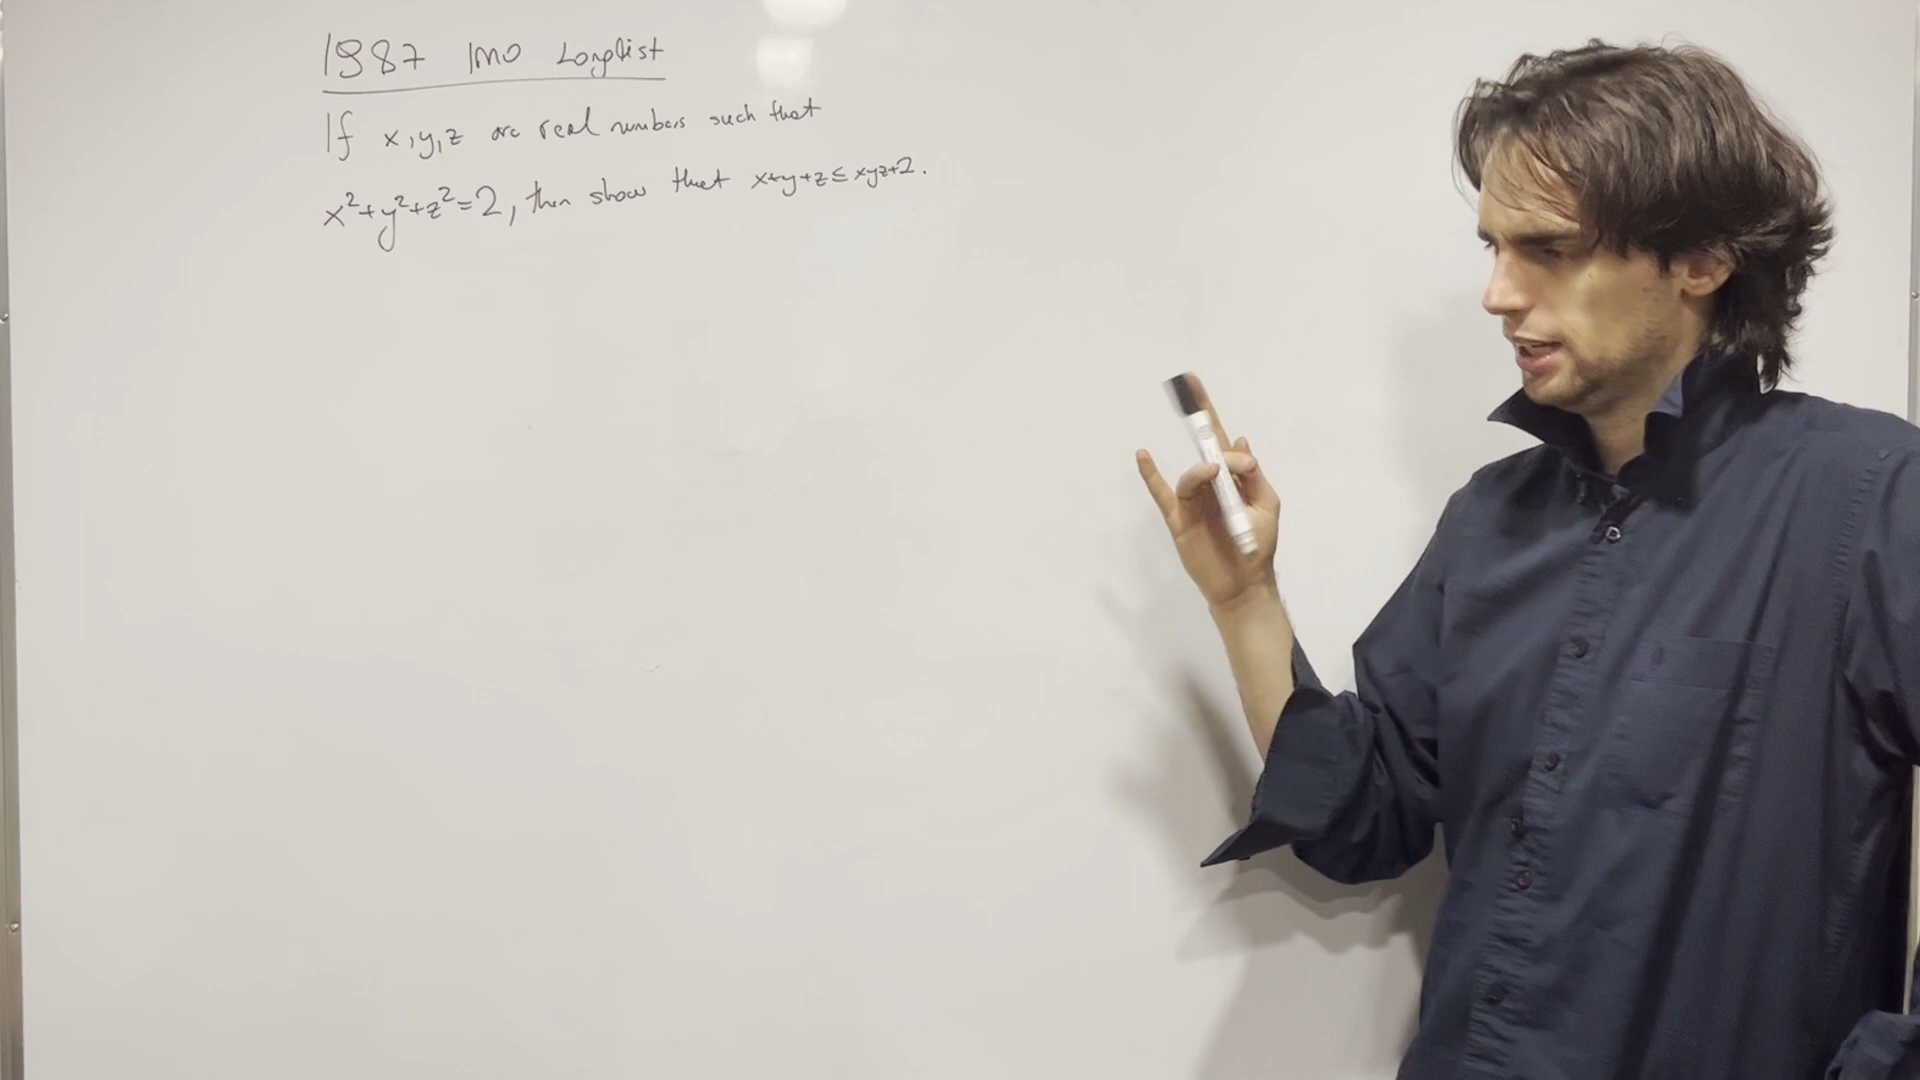 1987 IMO Longlist
If x,y,z are real numbers such that
x²+y²+z²=2, then show that x+y+z≤xyz+2.